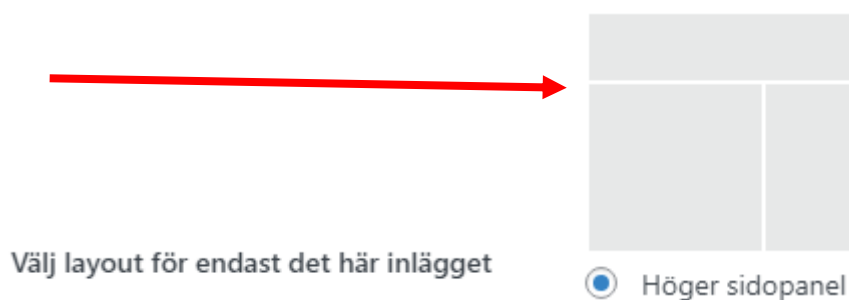 Välj layout för endast det här inlägget
Höger sidopanel